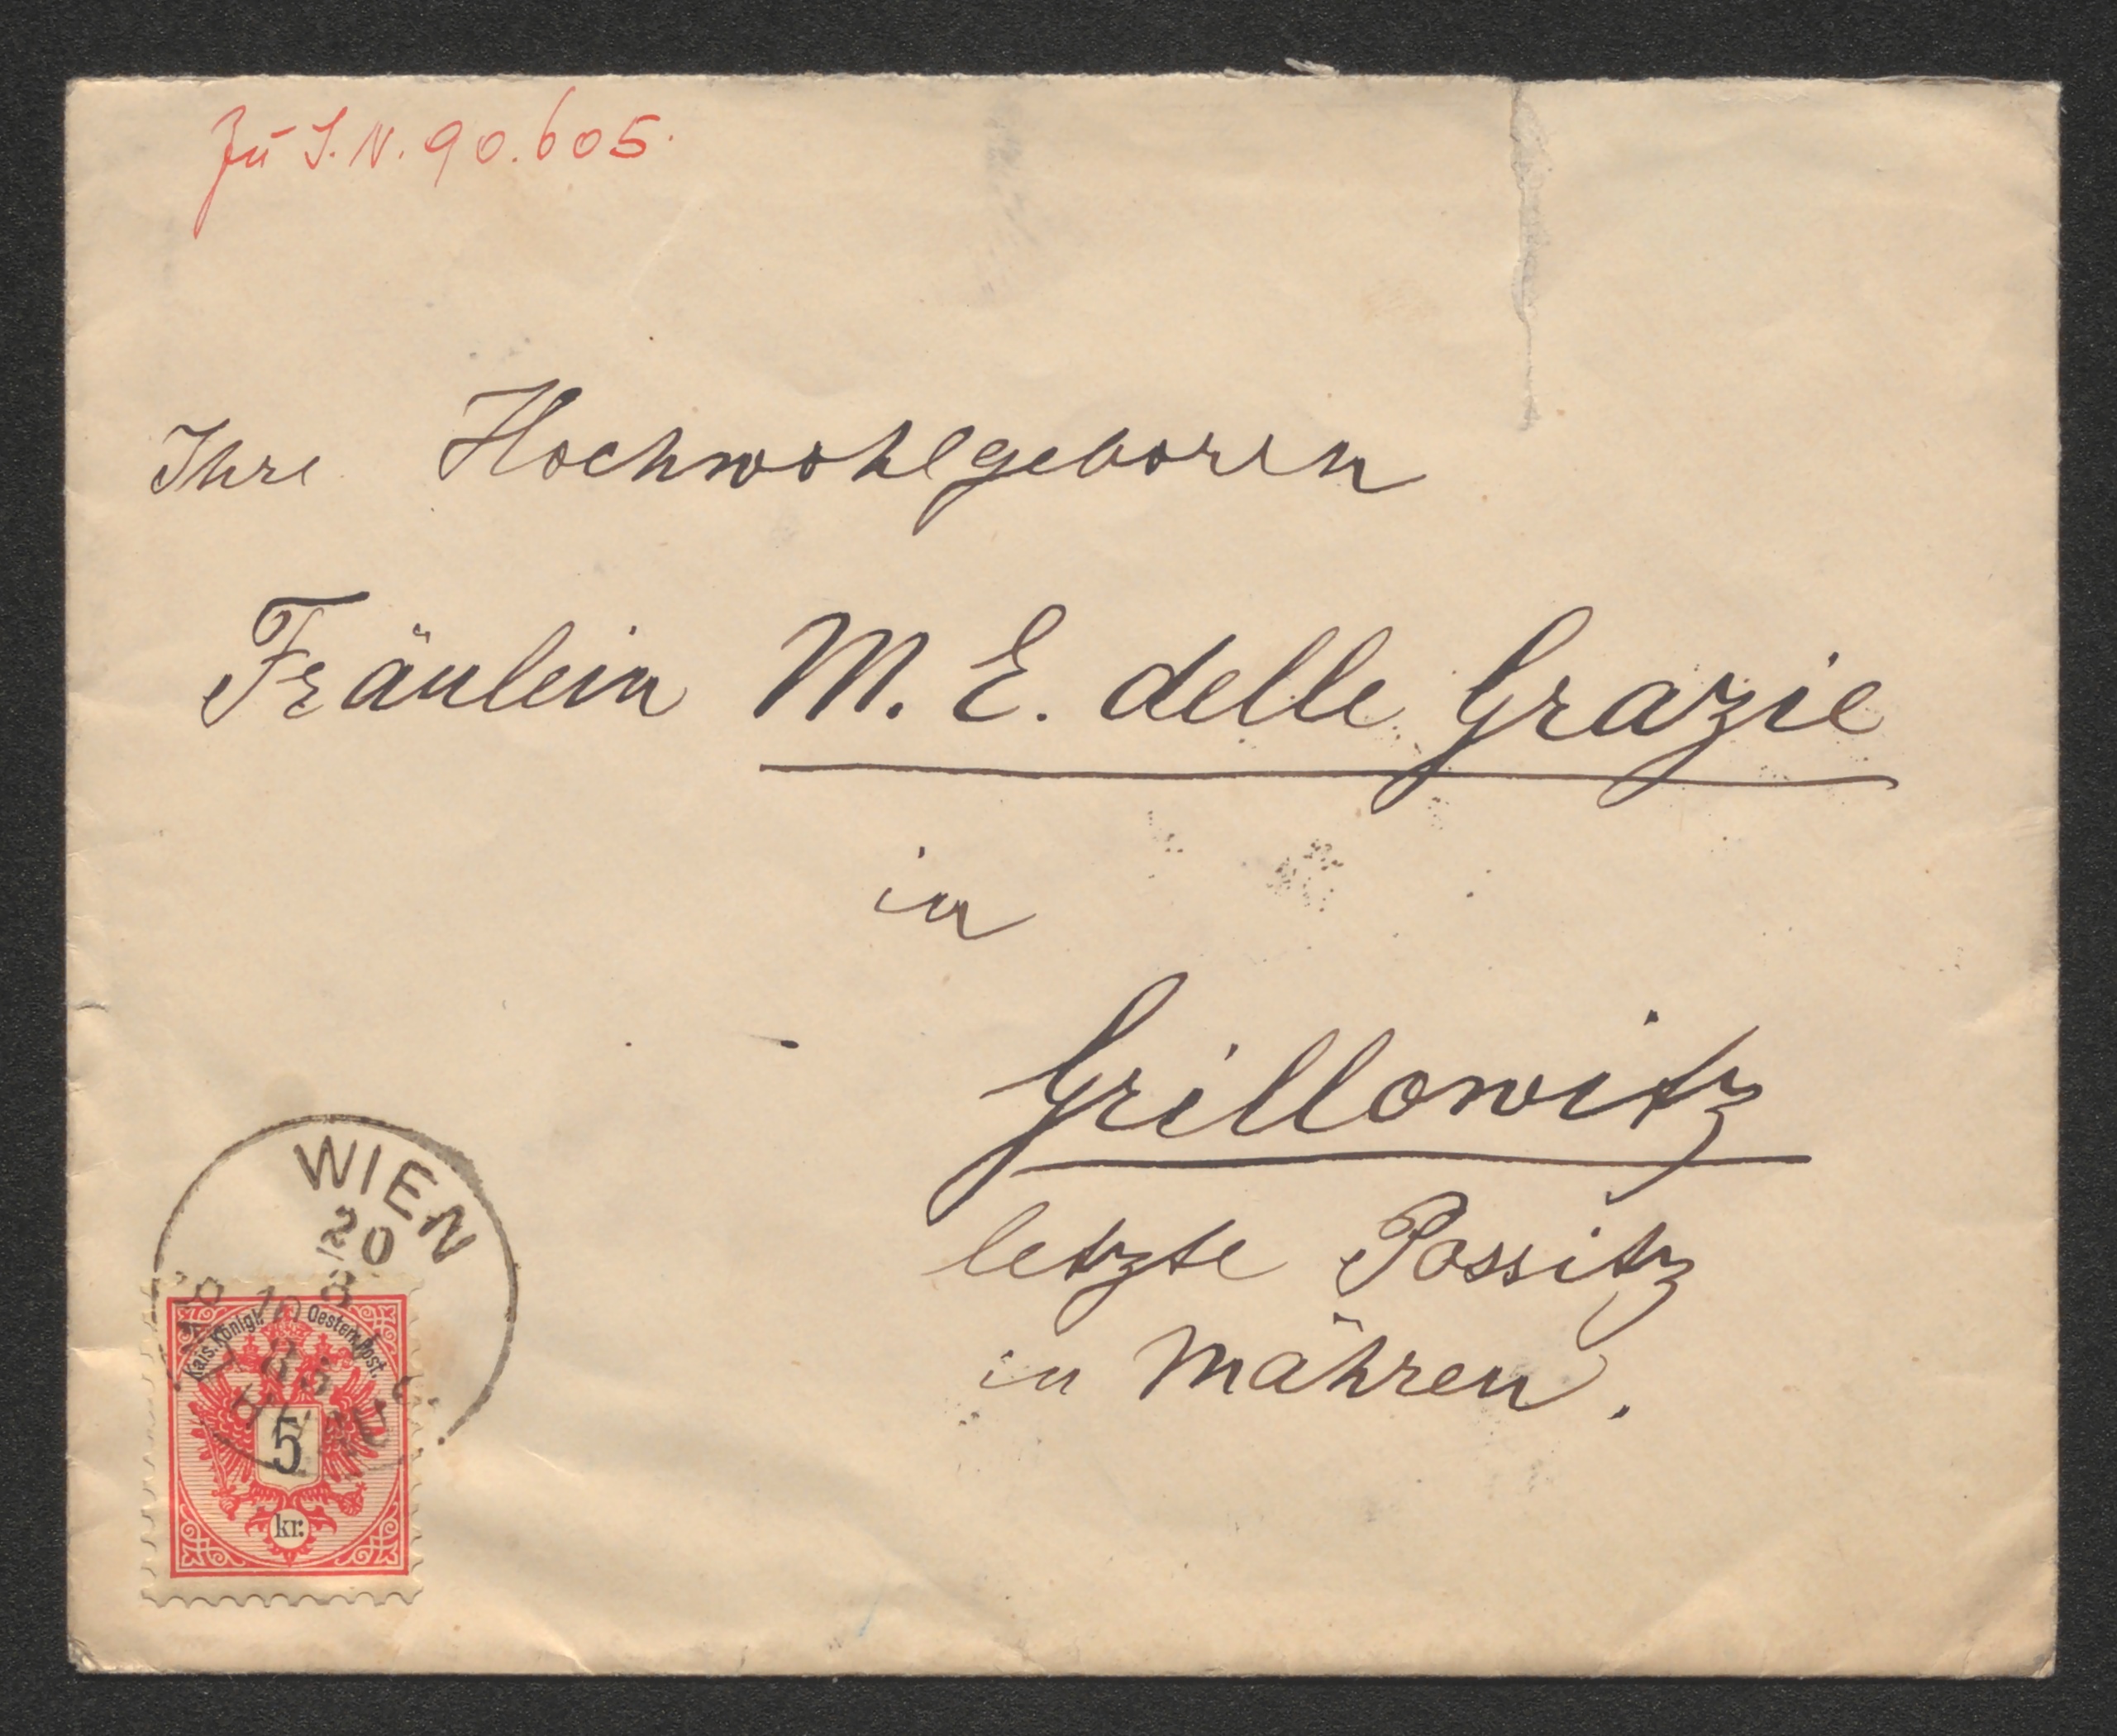 Zu I.N. 90.605.
Ihre Hochwohlgeboren
Fräulein M. E. delle Grazie
in
Grillowitz
letzte Possitz
in Mähren.
WIEN
20
8
Kais. Königl. Oesterr. Post.
5
kr.